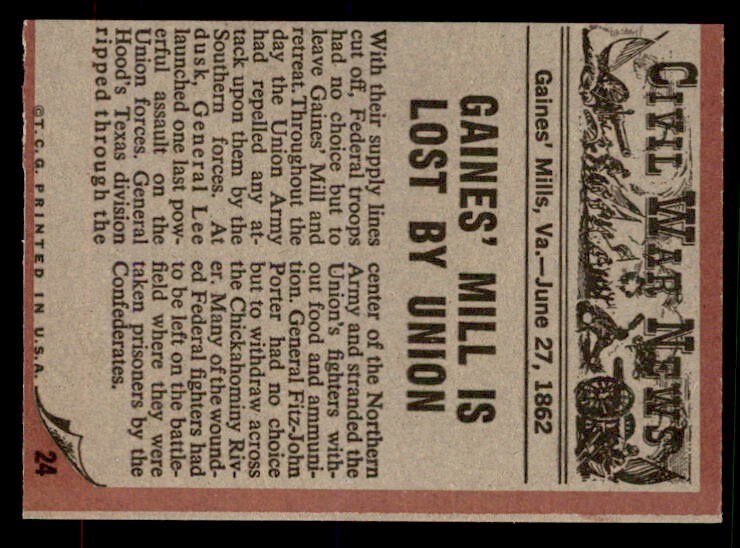 CIVIL WAR NEWS
Gaines' Mills, Va.—June 27, 1862
GAINES' MILL IS
LOST BY UNION
With their supply lines
cut off, Federal troops
had no choice but to
leave Gaines' Mill and
retreat. Throughout the
day the Union Army
had repelled any at-
tack upon them by the
Southern forces. At
dusk, General Lee
launched one last pow-
erful assault on the
Union forces. General
Hood's Texas division
ripped through the
center of the Northern
Army and stranded the
Union's fighters with-
out food and ammuni-
tion. General Fitz-John
Porter had no choice
but to withdraw across
the Chickahominy Riv-
er. Many of the wound-
ed Federal fighters had
to be left on the battle-
field where they were
taken prisoners by the
Confederates.
©T.C.G. PRINTED IN U.S.A.
24